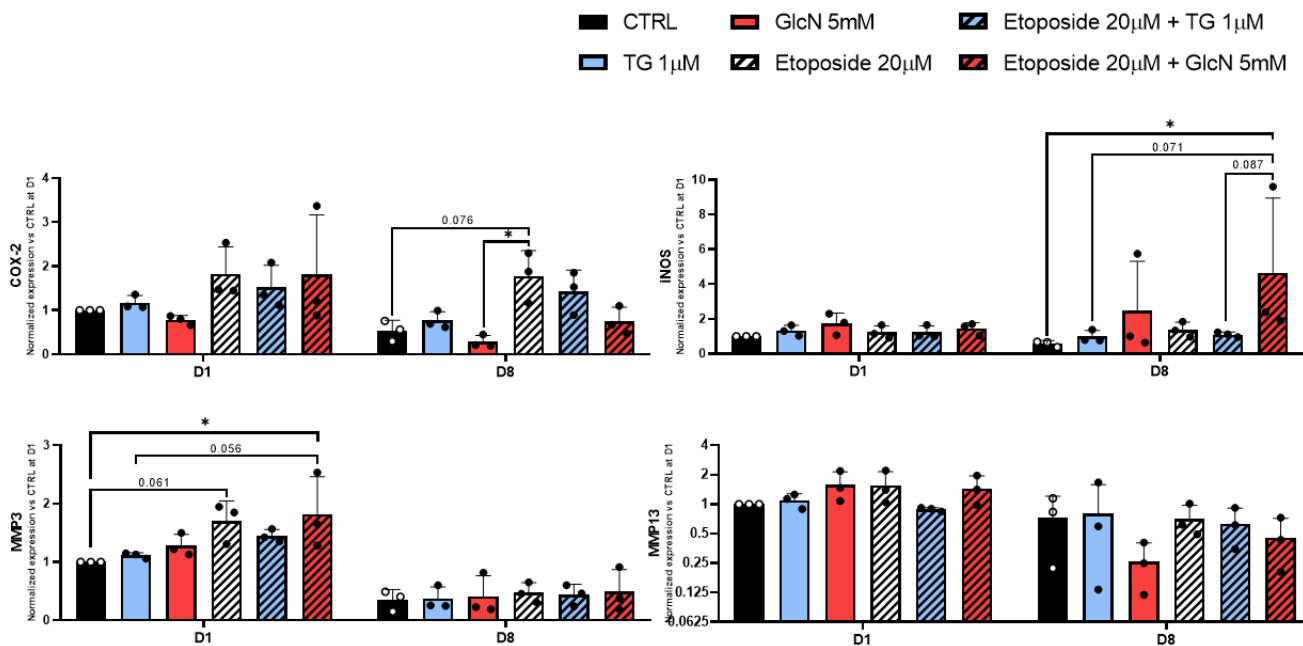 CTRL
GlcN 5mM
Etoposide 20μM + TG 1μM
TG 1μM
Etoposide 20μM
Etoposide 20μM + GlcN 5mM
COX-2
Normalized expression vs CTRL at D1
4
3
2
1
0
0.076
*
D1
D8
iNOS
Normalized expression vs CTRL at D1
10
8
6
4
2
0
*
0.071
0.087
D1
D8
MMP3
Normalized expression vs CTRL at D1
3
2
1
0
*
0.056
0.061
D1
D8
MMP13
Normalized expression vs CTRL at D1
4
2
1
0.5
0.25
0.125
0.0625
D1
D8